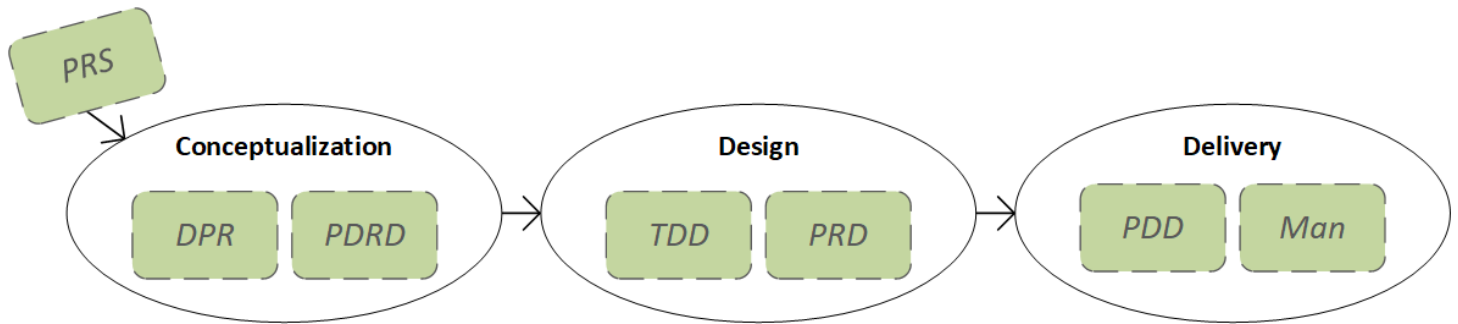 PRS
Conceptualization
DPR PDRD
Design
TDD PRD
Delivery
PDD Man